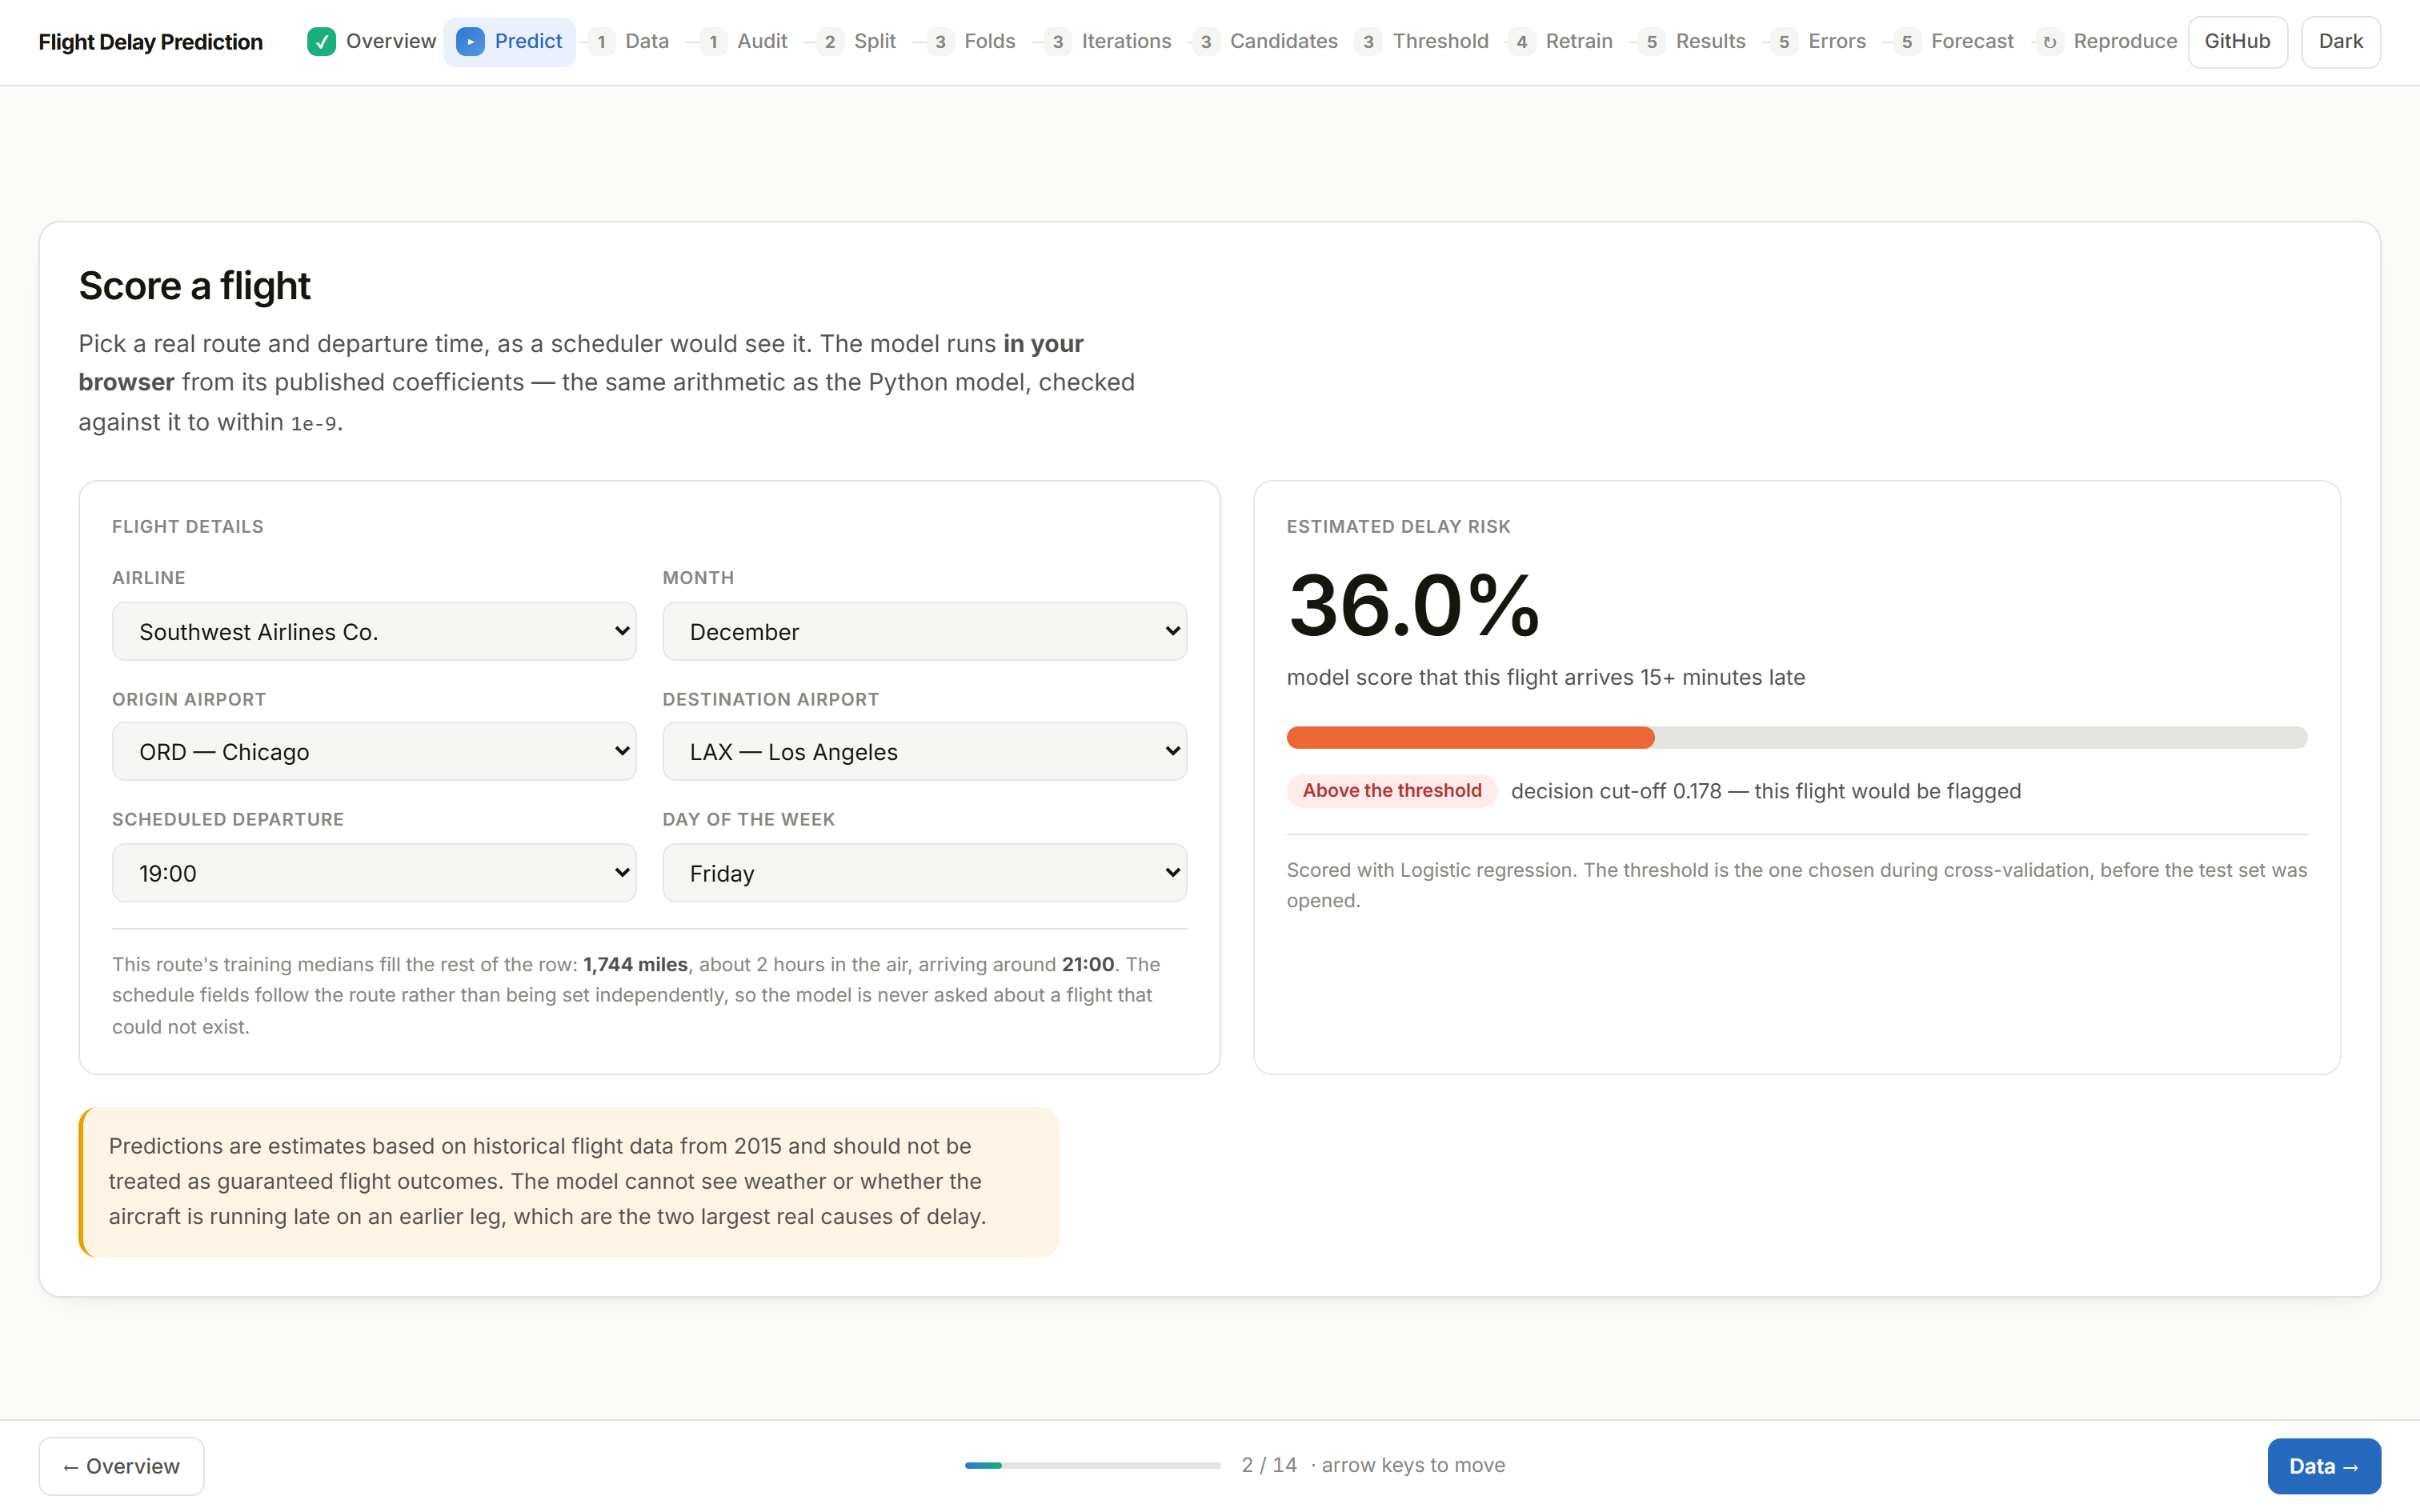 Flight Delay Prediction
✓ Overview
▸ Predict
1 Data
1 Audit
2 Split
3 Folds
3 Iterations
3 Candidates
3 Threshold
4 Retrain
5 Results
5 Errors
5 Forecast
↻ Reproduce
GitHub
Dark
Score a flight
Pick a real route and departure time, as a scheduler would see it. The model runs in your
browser from its published coefficients — the same arithmetic as the Python model, checked
against it to within 1e-9.
FLIGHT DETAILS
AIRLINE
Southwest Airlines Co.
MONTH
December
ORIGIN AIRPORT
ORD — Chicago
DESTINATION AIRPORT
LAX — Los Angeles
SCHEDULED DEPARTURE
19:00
DAY OF THE WEEK
Friday
This route's training medians fill the rest of the row: 1,744 miles, about 2 hours in the air, arriving around 21:00. The
schedule fields follow the route rather than being set independently, so the model is never asked about a flight that
could not exist.
ESTIMATED DELAY RISK
36.0%
model score that this flight arrives 15+ minutes late
Above the threshold decision cut-off 0.178 — this flight would be flagged
Scored with Logistic regression. The threshold is the one chosen during cross-validation, before the test set was
opened.
Predictions are estimates based on historical flight data from 2015 and should not be
treated as guaranteed flight outcomes. The model cannot see weather or whether the
aircraft is running late on an earlier leg, which are the two largest real causes of delay.
← Overview
2 / 14 · arrow keys to move
Data →